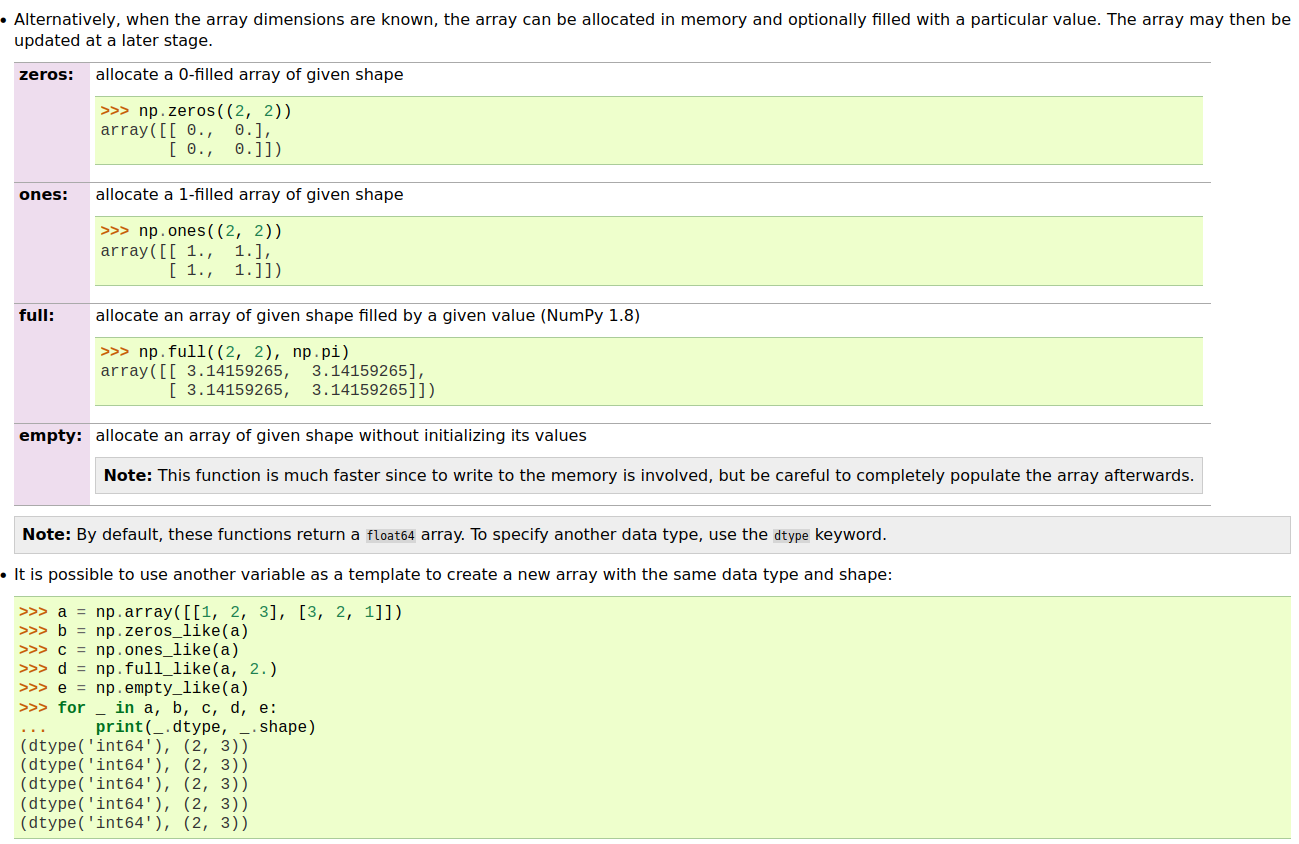 • Alternatively, when the array dimensions are known, the array can be allocated in memory and optionally filled with a particular value. The array may then be
updated at a later stage.
zeros: allocate a 0-filled array of given shape
>>> np.zeros((2, 2))
array([[ 0.,  0.],
       [ 0.,  0.]])
ones: allocate a 1-filled array of given shape
>>> np.ones((2, 2))
array([[ 1.,  1.],
       [ 1.,  1.]])
full: allocate an array of given shape filled by a given value (NumPy 1.8)
>>> np.full((2, 2), np.pi)
array([[ 3.14159265,  3.14159265],
       [ 3.14159265,  3.14159265]])
empty: allocate an array of given shape without initializing its values
Note: This function is much faster since to write to the memory is involved, but be careful to completely populate the array afterwards.
Note: By default, these functions return a float64 array. To specify another data type, use the dtype keyword.
• It is possible to use another variable as a template to create a new array with the same data type and shape:
>>> a = np.array([[1, 2, 3], [3, 2, 1]])
>>> b = np.zeros_like(a)
>>> c = np.ones_like(a)
>>> d = np.full_like(a, 2.)
>>> e = np.empty_like(a)
>>> for _ in a, b, c, d, e:
...     print(_.dtype, _.shape)
(dtype('int64'), (2, 3))
(dtype('int64'), (2, 3))
(dtype('int64'), (2, 3))
(dtype('int64'), (2, 3))
(dtype('int64'), (2, 3))